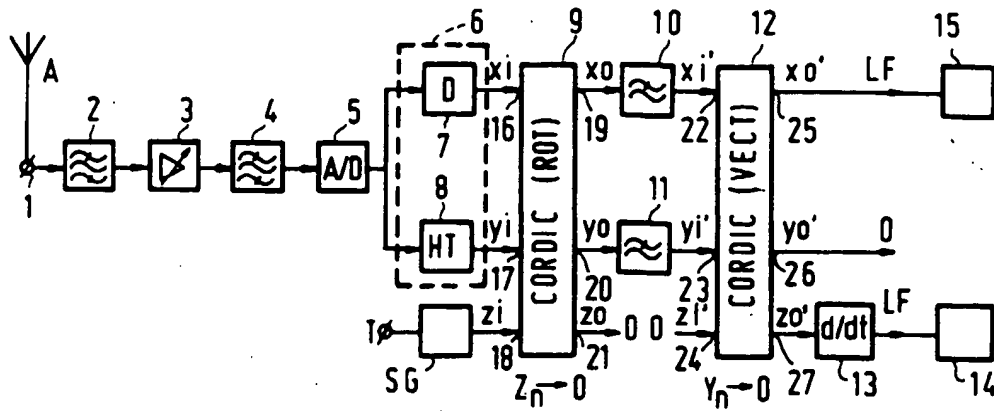 6 9 10 12 15
A 2 3 4 5 D xi xo xi' xo' LF
7 16 19 22 25
A/D
1 8 11
HT yi CORDIC (ROT) yo yi' CORDIC (VECT) yo' 0
17 20 23 26
T SG zi zo 0 0 zi' zo' d/dt LF
18 21 24 27 13 14
Zn→0 Yn→0